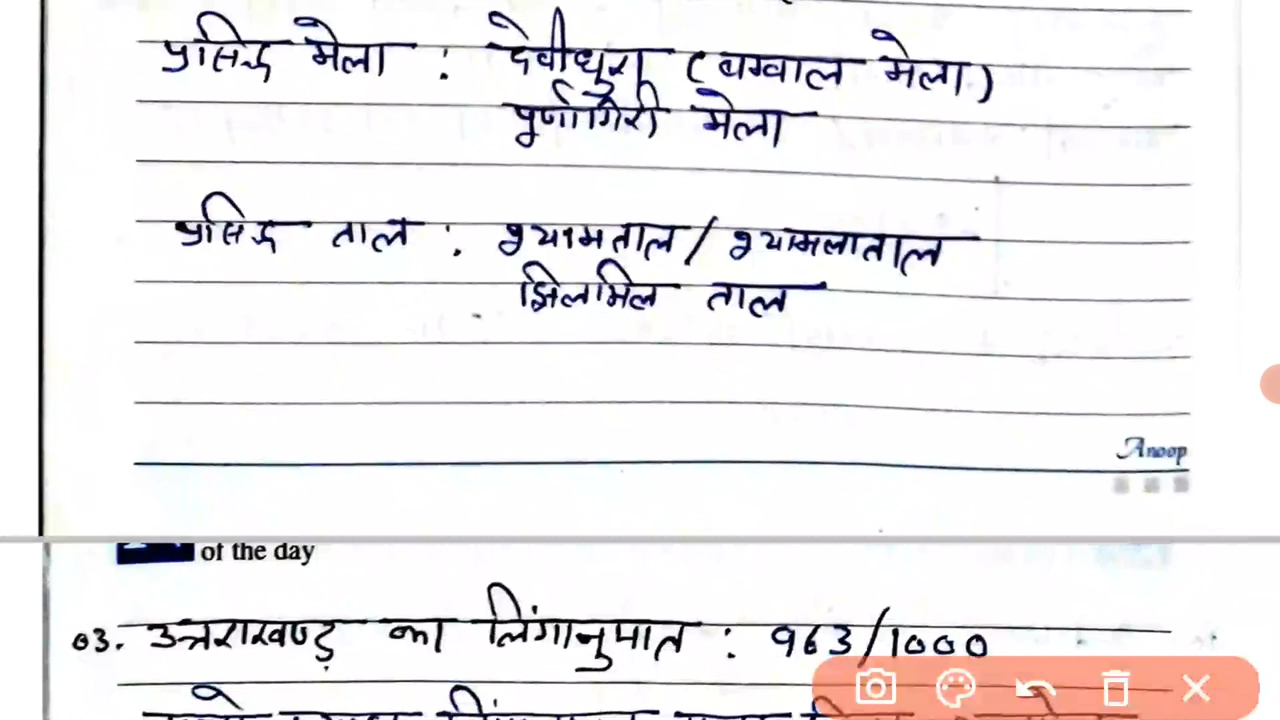 प्रसिद्ध मेला : देवीधुरा (बग्वाल मेला)
पूर्णागिरी मेला
प्रसिद्ध ताल : श्यामताल / श्यामलाताल
झिलमिल ताल
Anoop
of the day
03. उत्तराखण्ड़ का लिंगानुपात : 963/1000